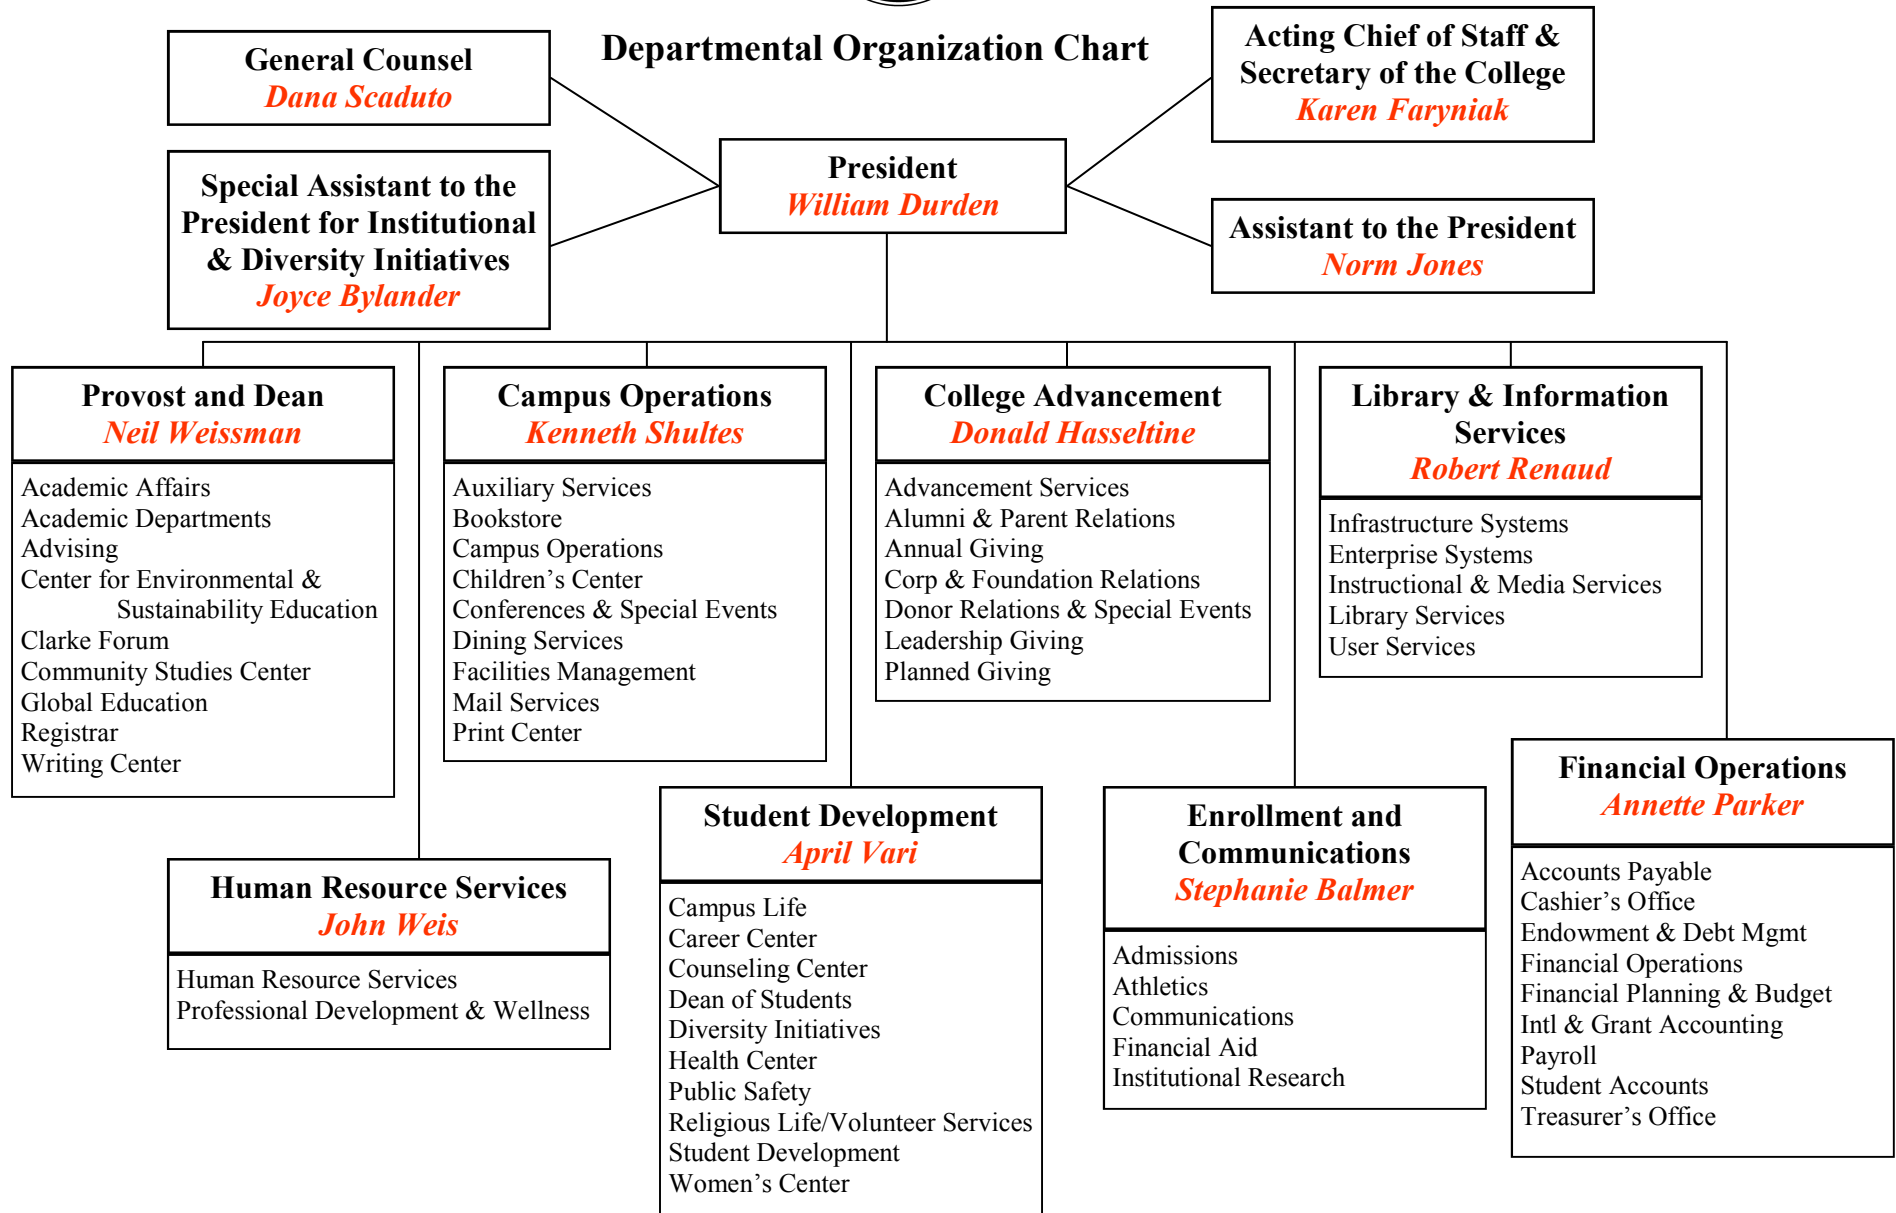 Departmental Organization Chart
General Counsel
Dana Scaduto
Acting Chief of Staff &
Secretary of the College
Karen Faryniak
President
William Durden
Special Assistant to the
President for Institutional
& Diversity Initiatives
Joyce Bylander
Assistant to the President
Norm Jones
Provost and Dean
Neil Weissman
Academic Affairs
Academic Departments
Advising
Center for Environmental &
Sustainability Education
Clarke Forum
Community Studies Center
Global Education
Registrar
Writing Center
Campus Operations
Kenneth Shultes
Auxiliary Services
Bookstore
Campus Operations
Children’s Center
Conferences & Special Events
Dining Services
Facilities Management
Mail Services
Print Center
College Advancement
Donald Hasseltine
Advancement Services
Alumni & Parent Relations
Annual Giving
Corp & Foundation Relations
Donor Relations & Special Events
Leadership Giving
Planned Giving
Library & Information
Services
Robert Renaud
Infrastructure Systems
Enterprise Systems
Instructional & Media Services
Library Services
User Services
Human Resource Services
John Weis
Human Resource Services
Professional Development & Wellness
Student Development
April Vari
Campus Life
Career Center
Counseling Center
Dean of Students
Diversity Initiatives
Health Center
Public Safety
Religious Life/Volunteer Services
Student Development
Women’s Center
Enrollment and
Communications
Stephanie Balmer
Admissions
Athletics
Communications
Financial Aid
Institutional Research
Financial Operations
Annette Parker
Accounts Payable
Cashier’s Office
Endowment & Debt Mgmt
Financial Operations
Financial Planning & Budget
Intl & Grant Accounting
Payroll
Student Accounts
Treasurer’s Office